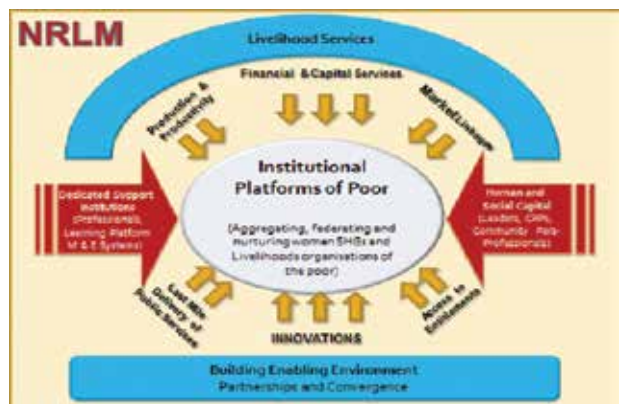 NRLM
Livelihood Services
Financial & Capital Services
Production &
Productivity
Market Linkages
Institutional
Platforms of Poor
(Aggregating, federating and
nurturing women SHGs and
Livelihoods organisations of
the poor)
Dedicated Support
Institutions
(Professionals,
Learning Platform
M & E Systems)
Human and
Social Capital
(Leaders, CRPs,
Community Para-
Professionals)
Last Mile
Delivery of
Public Services
INNOVATIONS
Access to
Entitlements
Building Enabling Environment
Partnerships and Convergence